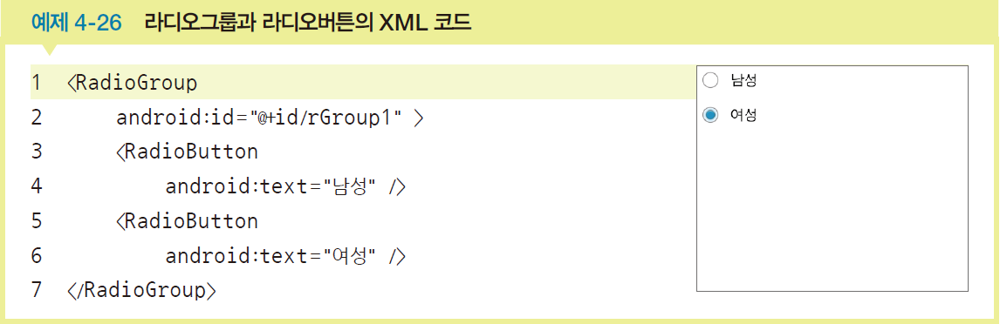 예제 4-26 라디오그룹과 라디오버튼의 XML 코드
1 <RadioGroup
2 android:id="@+id/rGroup1" >
3 <RadioButton
4 android:text="남성" />
5 <RadioButton
6 android:text="여성" />
7 </RadioGroup>
남성
여성